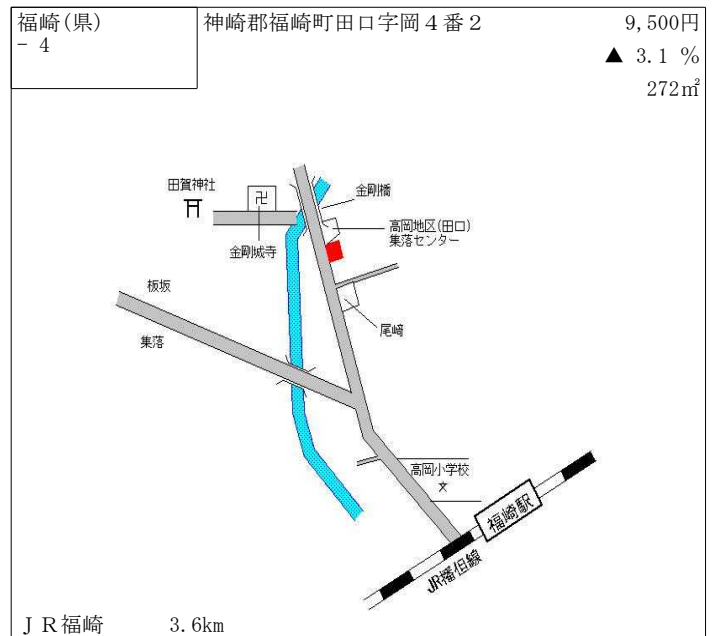 福崎(県)
- 4
神崎郡福崎町田口字岡４番２
9,500円
▲ 3.1 %
272㎡
田賀神社
卍
金剛橋
高岡地区(田口)
集落センター
金剛城寺
板坂
集落
尾﨑
高岡小学校
文
福崎駅
JR播但線
ＪＲ福崎 3.6km